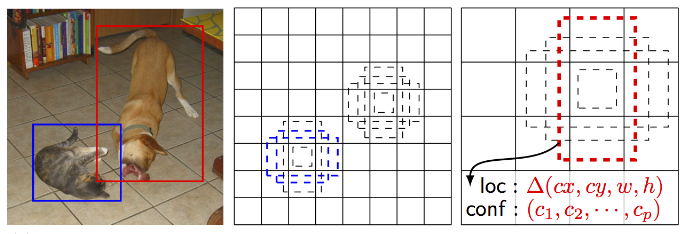 loc : Δ(cx, cy, w, h)
conf : (c₁, c₂, ⋯, cₚ)